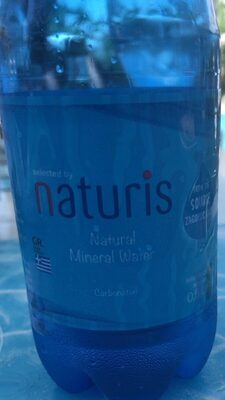 selected by
naturis
Natural
Mineral Water
GR
Carbonated